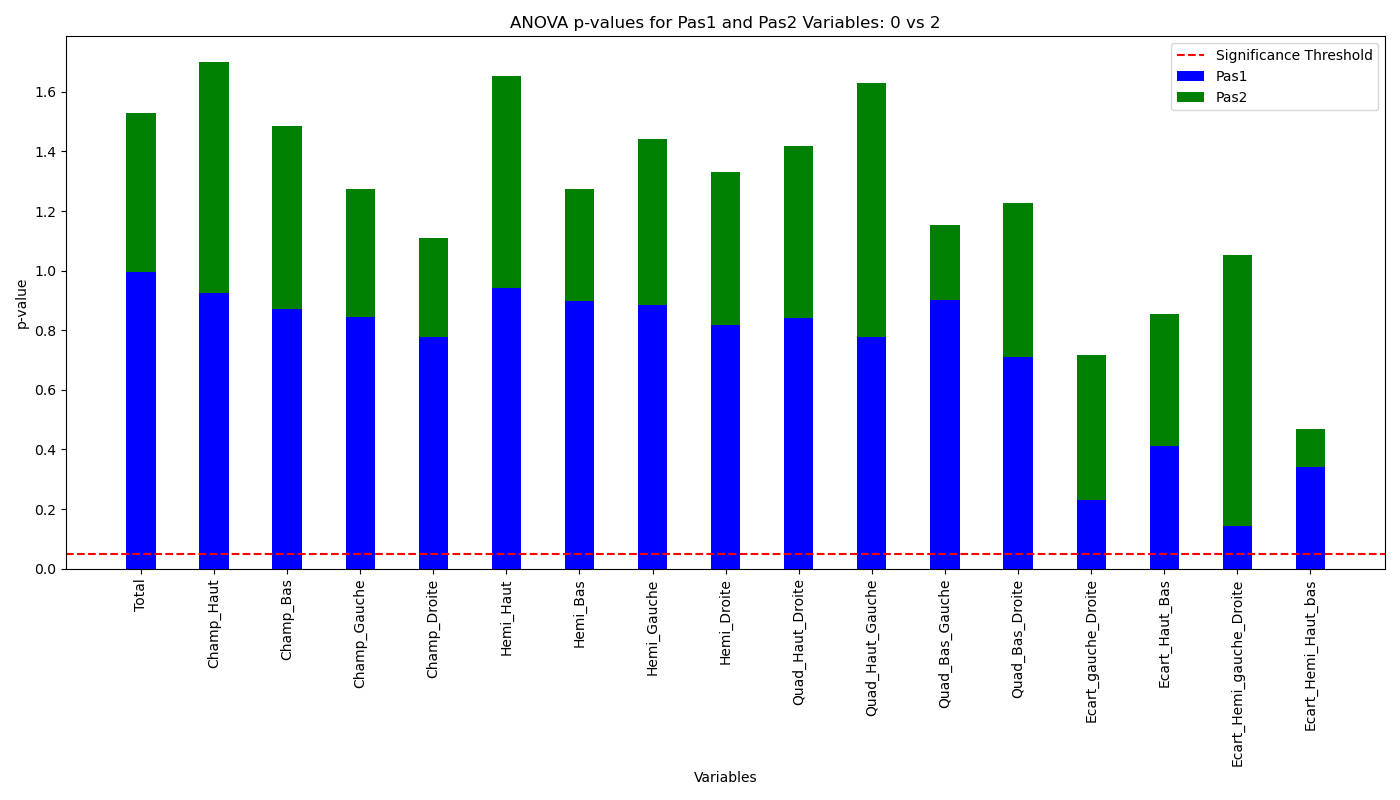 ANOVA p-values for Pas1 and Pas2 Variables: 0 vs 2
Significance Threshold
Pas1
Pas2
p-value
1.6
1.4
1.2
1.0
0.8
0.6
0.4
0.2
0.0
Total
Champ_Haut
Champ_Bas
Champ_Gauche
Champ_Droite
Hemi_Haut
Hemi_Bas
Hemi_Gauche
Hemi_Droite
Quad_Haut_Droite
Quad_Haut_Gauche
Quad_Bas_Gauche
Quad_Bas_Droite
Ecart_gauche_Droite
Ecart_Haut_Bas
Ecart_Hemi_gauche_Droite
Ecart_Hemi_Haut_bas
Variables